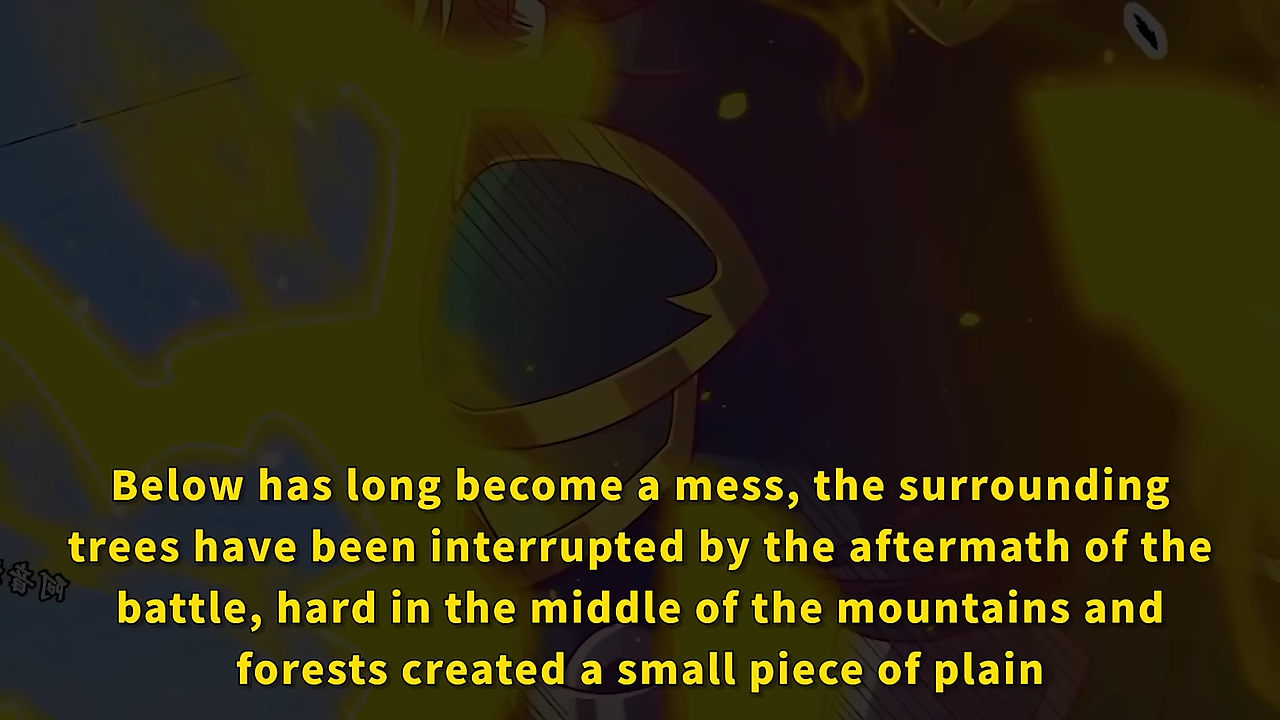 Below has long become a mess, the surrounding
trees have been interrupted by the aftermath of the
battle, hard in the middle of the mountains and
forests created a small piece of plain